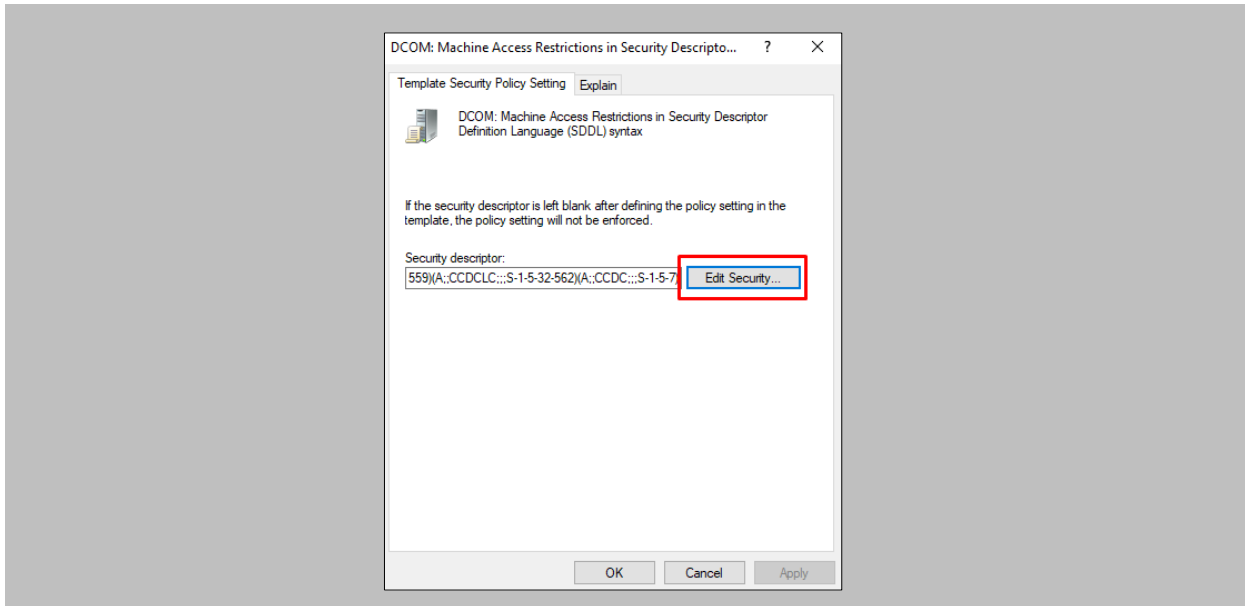 DCOM: Machine Access Restrictions in Security Descripto... ? ✕
Template Security Policy Setting Explain
DCOM: Machine Access Restrictions in Security Descriptor
Definition Language (SDDL) syntax
If the security descriptor is left blank after defining the policy setting in the
template, the policy setting will not be enforced.
Security descriptor:
559)(A;;CCDCLC;;;S-1-5-32-562)(A;;CCDC;;;S-1-5-7) Edit Security...
OK Cancel Apply